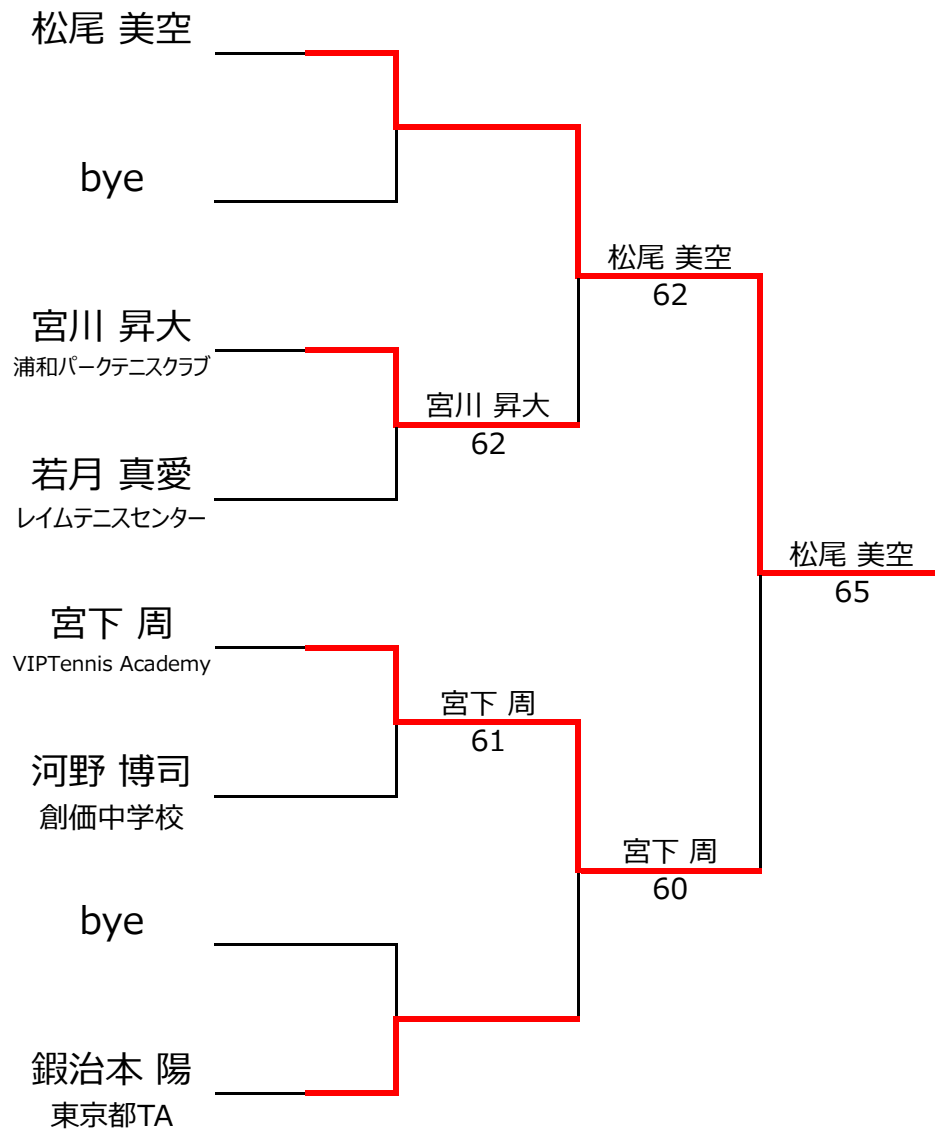 松尾 美空
bye
松尾 美空
62
宮川 昇大
浦和パークテニスクラブ
宮川 昇大
62
若月 真愛
レイムテニスセンター
松尾 美空
65
宮下 周
VIPTennis Academy
宮下 周
61
河野 博司
創価中学校
宮下 周
60
bye
鍜治本 陽
東京都TA